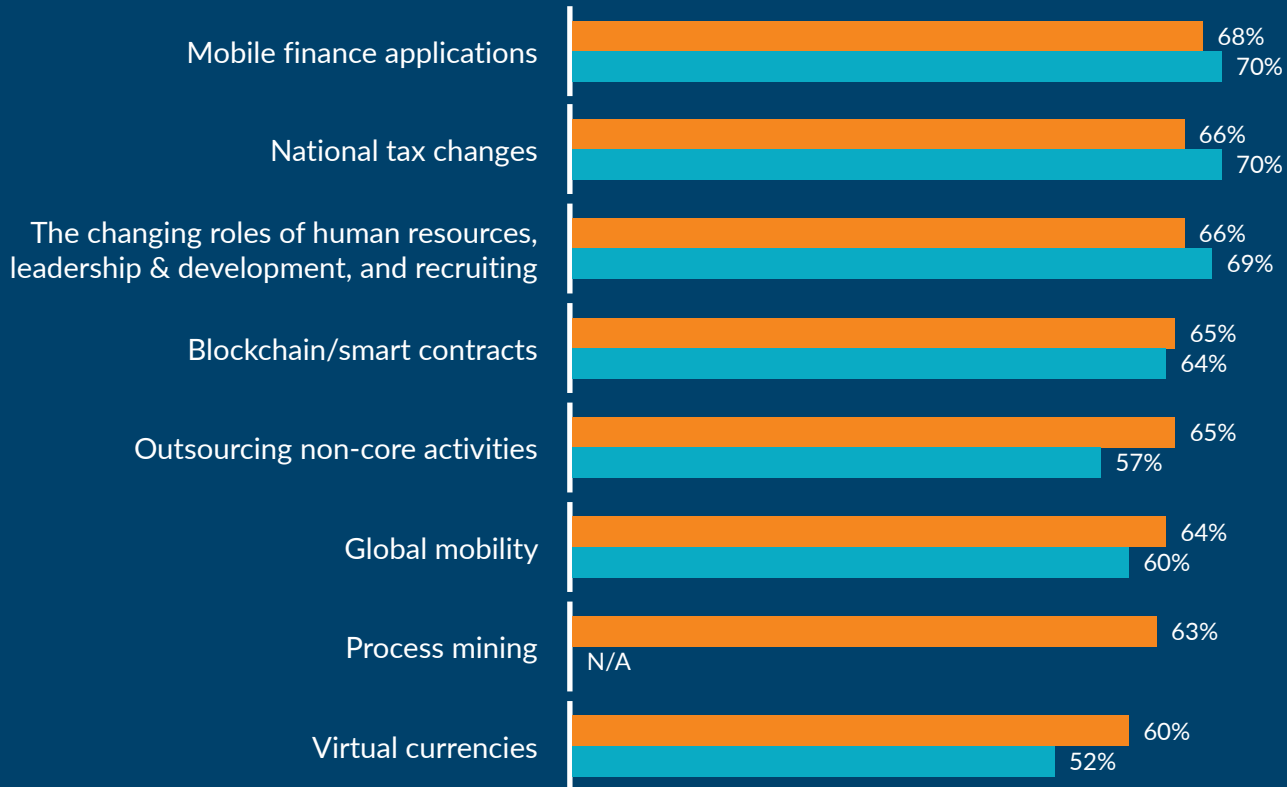 Mobile finance applications
68%
70%
National tax changes
66%
70%
The changing roles of human resources,
leadership & development, and recruiting
66%
69%
Blockchain/smart contracts
65%
64%
Outsourcing non-core activities
65%
57%
Global mobility
64%
60%
Process mining
63%
N/A
Virtual currencies
60%
52%